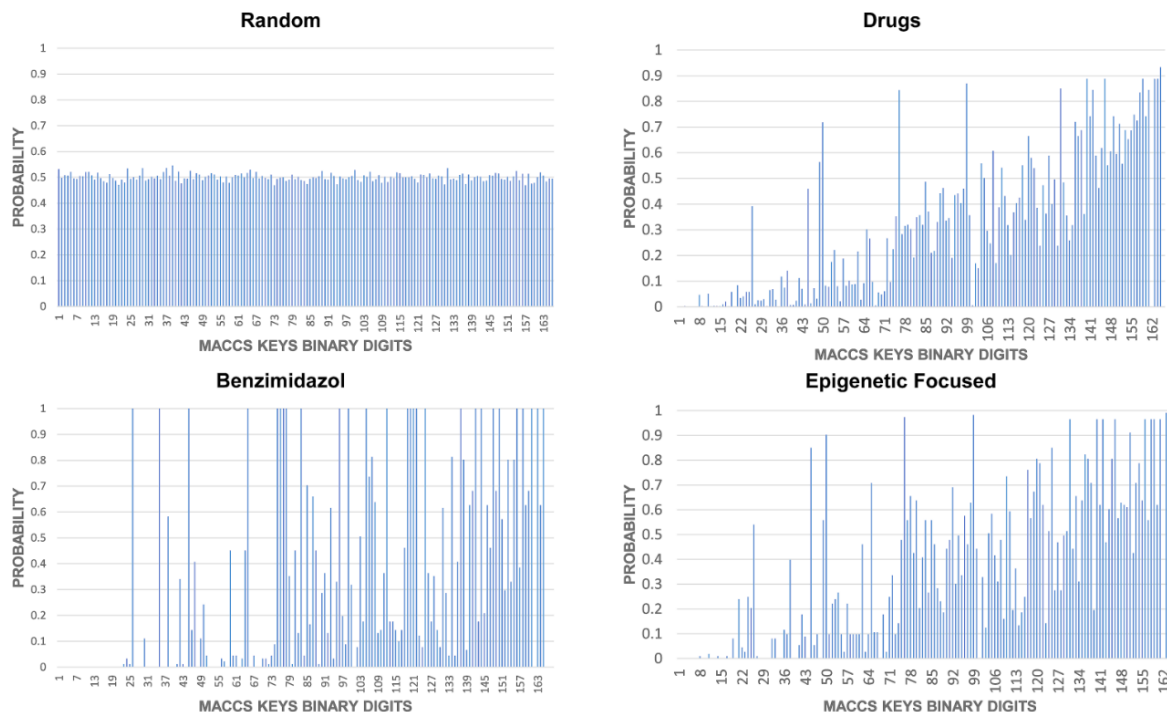 Random
PROBABILITY
1
0.9
0.8
0.7
0.6
0.5
0.4
0.3
0.2
0.1
0
1 7 13 19 25 31 37 43 49 55 61 67 73 79 85 91 97 103 109 115 121 127 133 139 145 151 157 163
MACCS KEYS BINARY DIGITS
Drugs
PROBABILITY
1
0.9
0.8
0.7
0.6
0.5
0.4
0.3
0.2
0.1
0
1 8 15 22 29 36 43 50 57 64 71 78 85 92 99 106 113 120 127 134 141 148 155 162
MACCS KEYS BINARY DIGITS
Benzimidazol
PROBABILITY
1
0.9
0.8
0.7
0.6
0.5
0.4
0.3
0.2
0.1
0
1 7 13 19 25 31 37 43 49 55 61 67 73 79 85 91 97 103 109 115 121 127 133 139 145 151 157 163
MACCS KEYS BINARY DIGITS
Epigenetic Focused
PROBABILITY
1
0.9
0.8
0.7
0.6
0.5
0.4
0.3
0.2
0.1
0
1 8 15 22 29 36 43 50 57 64 71 78 85 92 99 106 113 120 127 134 141 148 155 162
MACCS KEYS BINARY DIGITS